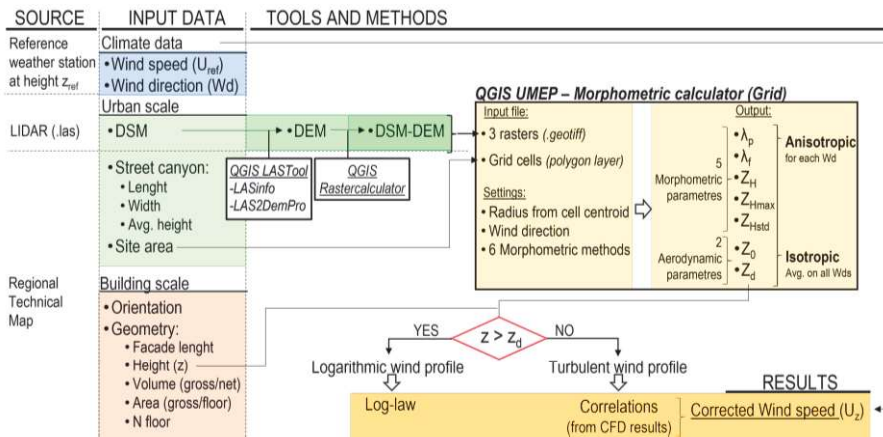 SOURCE
INPUT DATA
TOOLS AND METHODS
Reference
weather station
at height z_ref
Climate data
•Wind speed (U_ref)
•Wind direction (Wd)
LIDAR (.las)
Urban scale
•DSM
•DEM
•DSM-DEM
•Street canyon:
•Lenght
•Width
•Avg. height
•Site area
QGIS LASTool
-LASinfo
-LAS2DemPro
QGIS
Rastercalculator
QGIS UMEP – Morphometric calculator (Grid)
Input file:
•3 rasters (.geotiff)
•Grid cells (polygon layer)
Settings:
•Radius from cell centroid
•Wind direction
•6 Morphometric methods
Output:
5
Morphometric
parametres
•λ_p
•λ_f
•Z_H
•Z_Hmax
•Z_Hstd
Anisotropic
for each Wd
2
Aerodynamic
parametres
•Z_0
•Z_d
Isotropic
Avg. on all Wds
Regional
Technical
Map
Building scale
•Orientation
•Geometry:
•Facade lenght
•Height (z)
•Volume (gross/net)
•Area (gross/floor)
•N floor
YES
z > z_d
NO
Logarithmic wind profile
Turbulent wind profile
RESULTS
Log-law
Correlations
(from CFD results)
Corrected Wind speed (U_z)